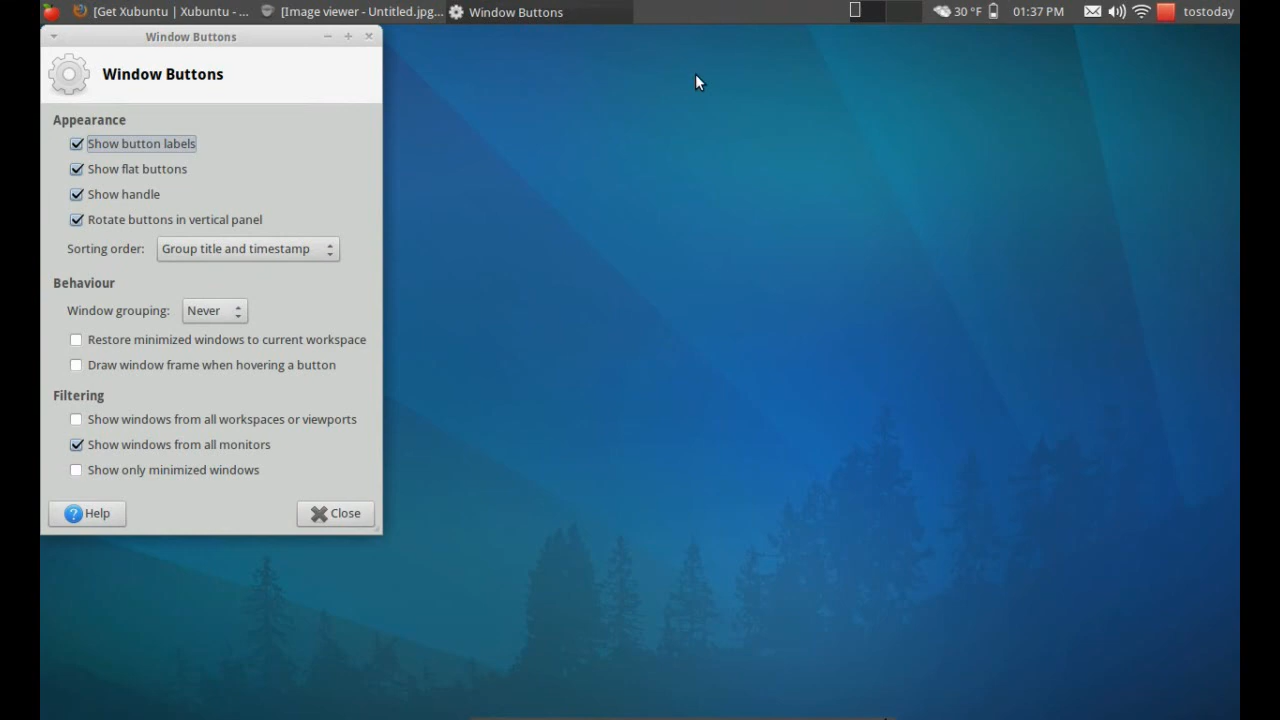 [Get Xubuntu | Xubuntu - ... [Image viewer - Untitled.jpg... Window Buttons 30 °F 01:37 PM tostoday
Window Buttons
Window Buttons
Appearance
Show button labels
Show flat buttons
Show handle
Rotate buttons in vertical panel
Sorting order: Group title and timestamp
Behaviour
Window grouping: Never
Restore minimized windows to current workspace
Draw window frame when hovering a button
Filtering
Show windows from all workspaces or viewports
Show windows from all monitors
Show only minimized windows
Help Close